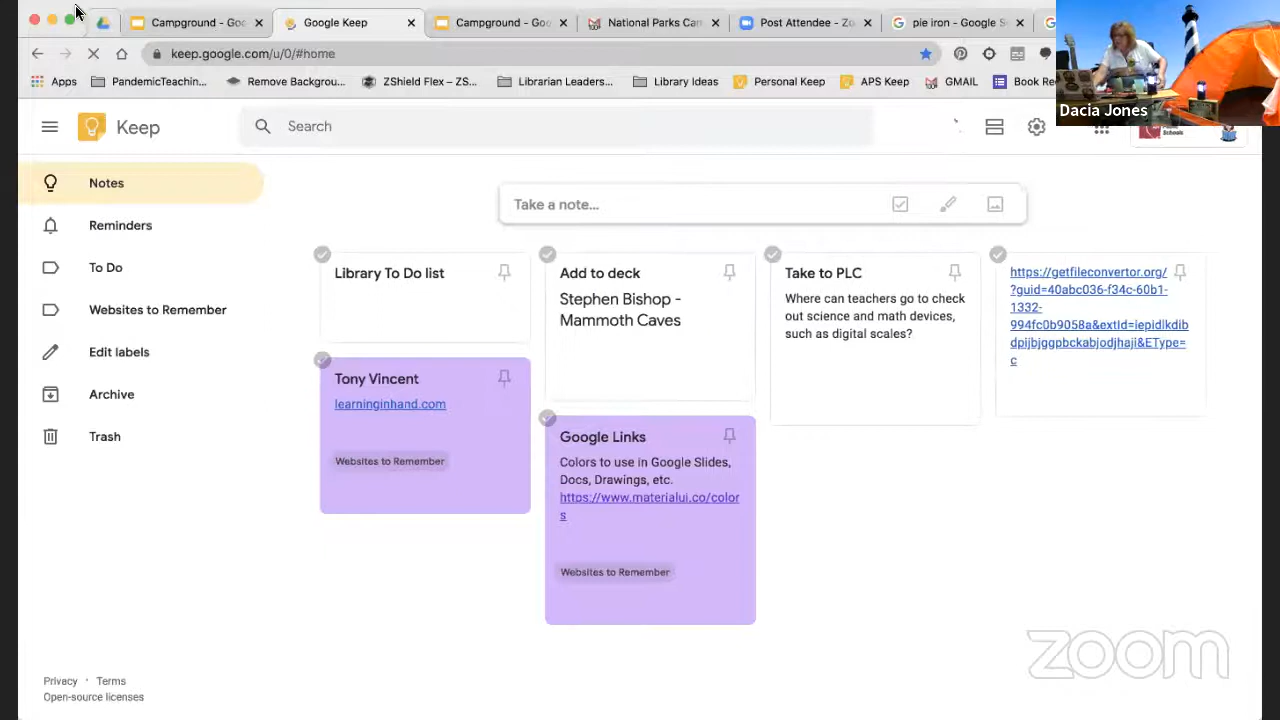 Campground - Goo
Google Keep
Campground - Goo
National Parks Cam
Post Attendee - Zo
pie iron - Google S
keep.google.com/u/0/#home
Apps
PandemicTeachin...
Remove Backgrou...
ZShield Flex – ZS...
Librarian Leaders...
Library Ideas
Personal Keep
APS Keep
GMAIL
Book Re
Dacia Jones
Keep
Search
Notes
Reminders
To Do
Websites to Remember
Edit labels
Archive
Trash
Take a note...
Library To Do list
Tony Vincent
learninginhand.com
Websites to Remember
Add to deck
Stephen Bishop -
Mammoth Caves
Google Links
Colors to use in Google Slides,
Docs, Drawings, etc.
https://www.materialui.co/color
s
Websites to Remember
Take to PLC
Where can teachers go to check
out science and math devices,
such as digital scales?
https://getfileconvertor.org/
?guid=40abc036-f34c-60b1-
1332-
994fc0b9058a&extId=iepidlkdib
dpijbjggpbckabjodjhaji&EType=
c
Privacy · Terms
Open-source licenses
zoom